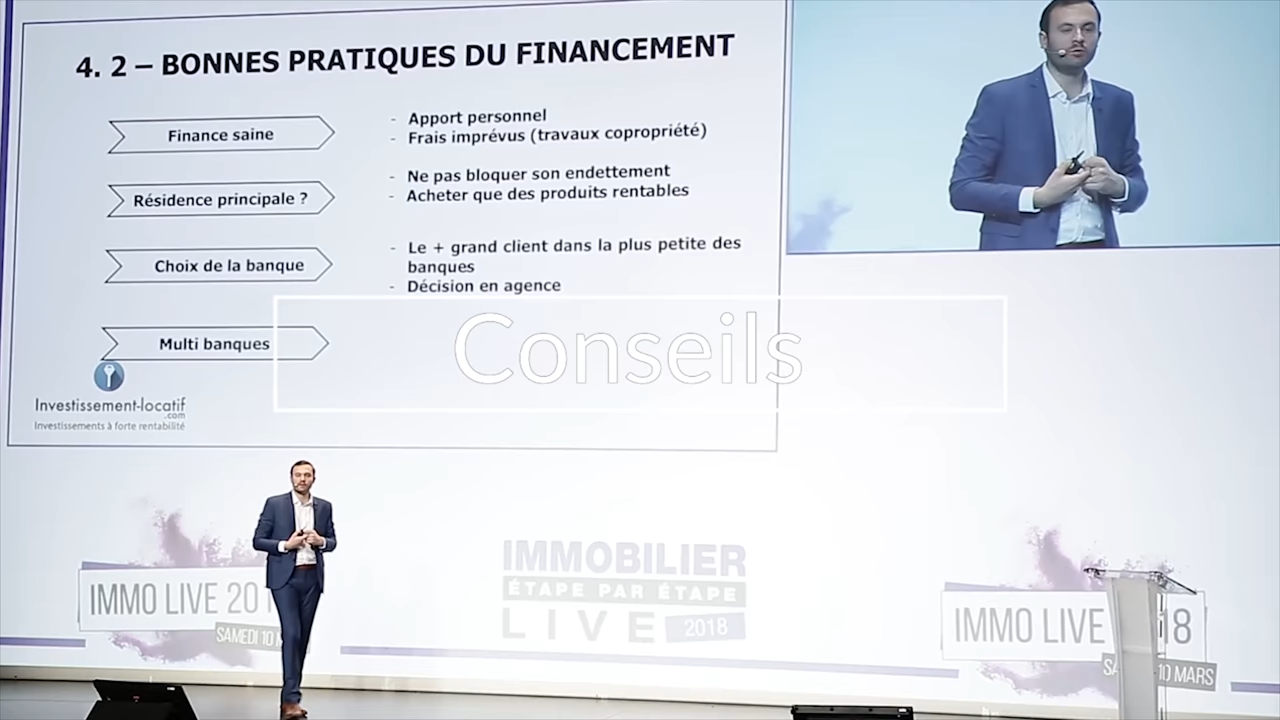 4. 2 – BONNES PRATIQUES DU FINANCEMENT
Finance saine
- Apport personnel
- Frais imprévus (travaux copropriété)
Résidence principale ?
- Ne pas bloquer son endettement
- Acheter que des produits rentables
Choix de la banque
- Le + grand client dans la plus petite des
banques
- Décision en agence
Multi banques
Conseils
Investissement-locatif
.com
Investissements à forte rentabilité
IMMO LIVE 201
SAMEDI 10 M
IMMOBILIER
ÉTAPE PAR ÉTAPE
LIVE 2018
IMMO LIVE 18
SA 10 MARS